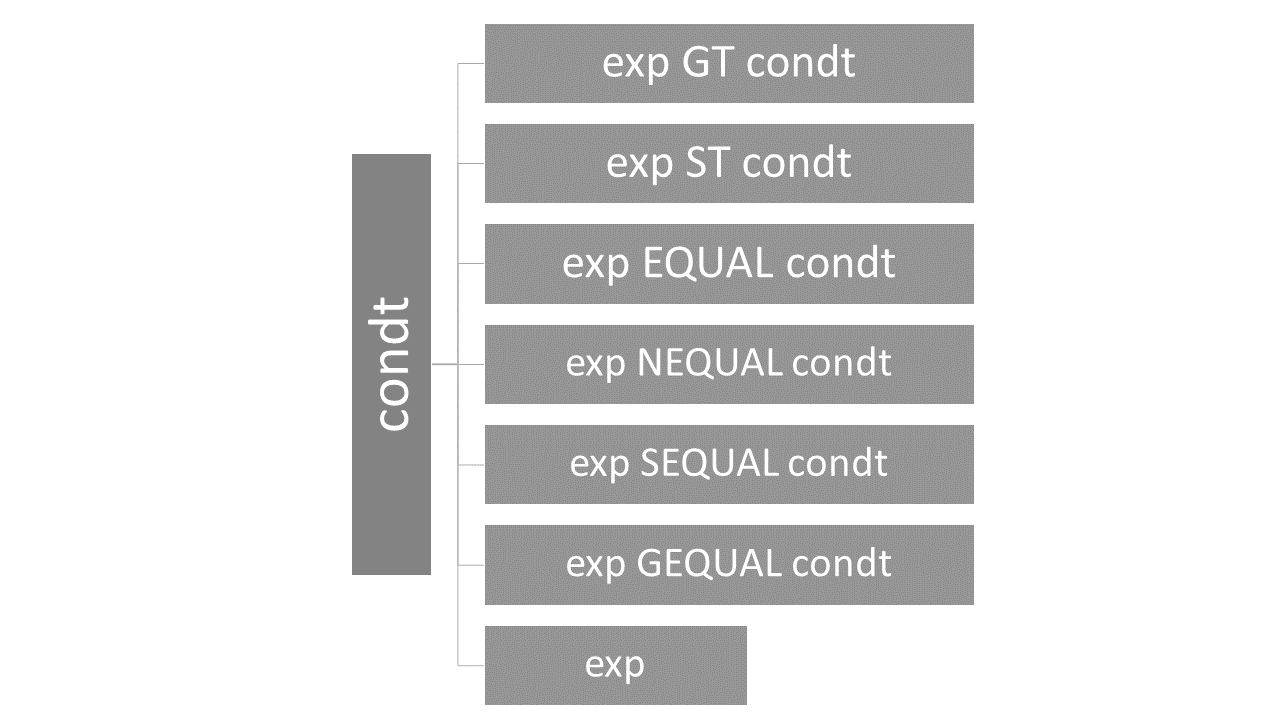 condt
exp GT condt
exp ST condt
exp EQUAL condt
exp NEQUAL condt
exp SEQUAL condt
exp GEQUAL condt
exp